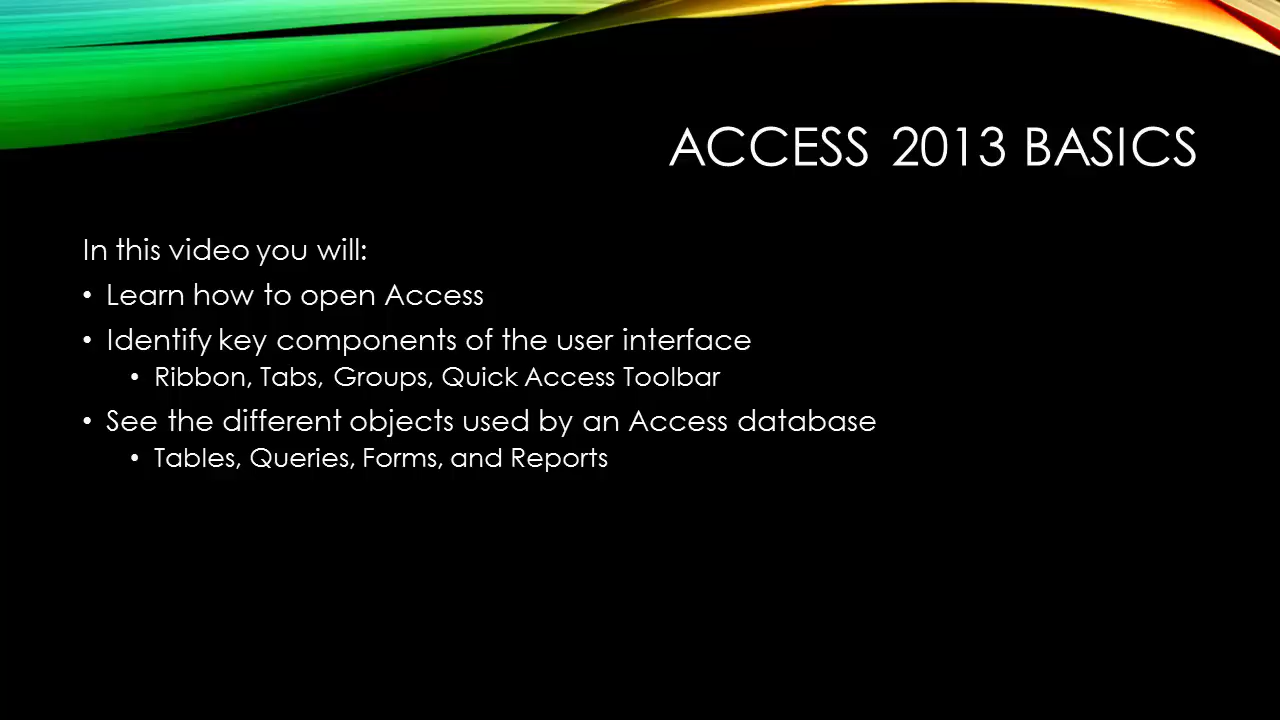 ACCESS 2013 BASICS
In this video you will:
• Learn how to open Access
• Identify key components of the user interface
• Ribbon, Tabs, Groups, Quick Access Toolbar
• See the different objects used by an Access database
• Tables, Queries, Forms, and Reports